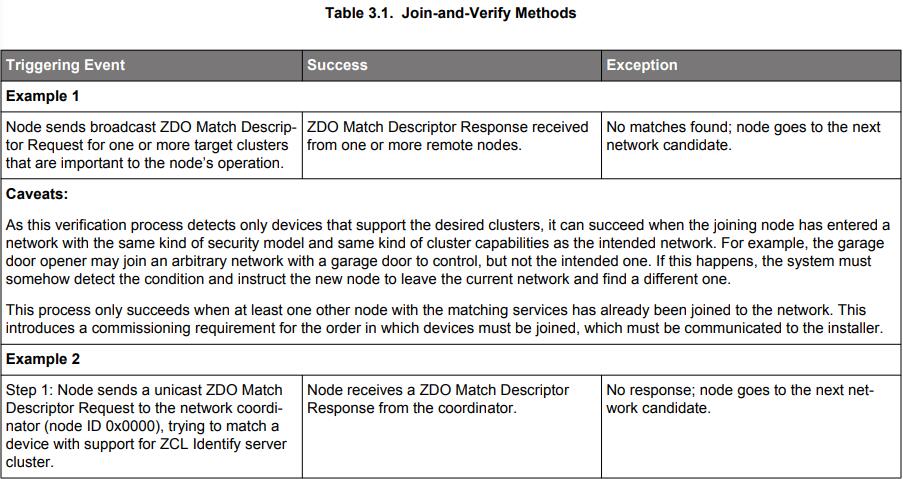 Table 3.1. Join-and-Verify Methods
Triggering Event
Success
Exception
Example 1
Node sends broadcast ZDO Match Descrip-
tor Request for one or more target clusters
that are important to the node's operation.
ZDO Match Descriptor Response received
from one or more remote nodes.
No matches found; node goes to the next
network candidate.
Caveats:
As this verification process detects only devices that support the desired clusters, it can succeed when the joining node has entered a
network with the same kind of security model and same kind of cluster capabilities as the intended network. For example, the garage
door opener may join an arbitrary network with a garage door to control, but not the intended one. If this happens, the system must
somehow detect the condition and instruct the new node to leave the current network and find a different one.
This process only succeeds when at least one other node with the matching services has already been joined to the network. This
introduces a commissioning requirement for the order in which devices must be joined, which must be communicated to the installer.
Example 2
Step 1: Node sends a unicast ZDO Match
Descriptor Request to the network coordi-
nator (node ID 0x0000), trying to match a
device with support for ZCL Identify server
cluster.
Node receives a ZDO Match Descriptor
Response from the coordinator.
No response; node goes to the next net-
work candidate.